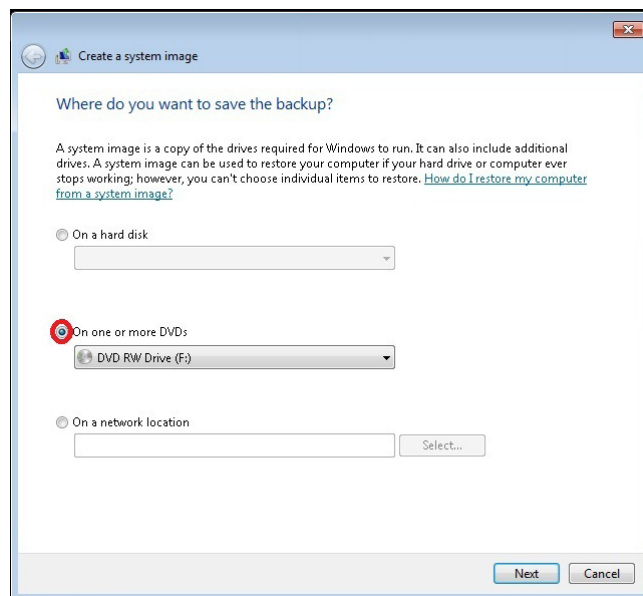 Create a system image
Where do you want to save the backup?
A system image is a copy of the drives required for Windows to run. It can also include additional
drives. A system image can be used to restore your computer if your hard drive or computer ever
stops working; however, you can't choose individual items to restore. How do I restore my computer
from a system image?
On a hard disk
On one or more DVDs
DVD RW Drive (F:)
On a network location
Select...
Next
Cancel